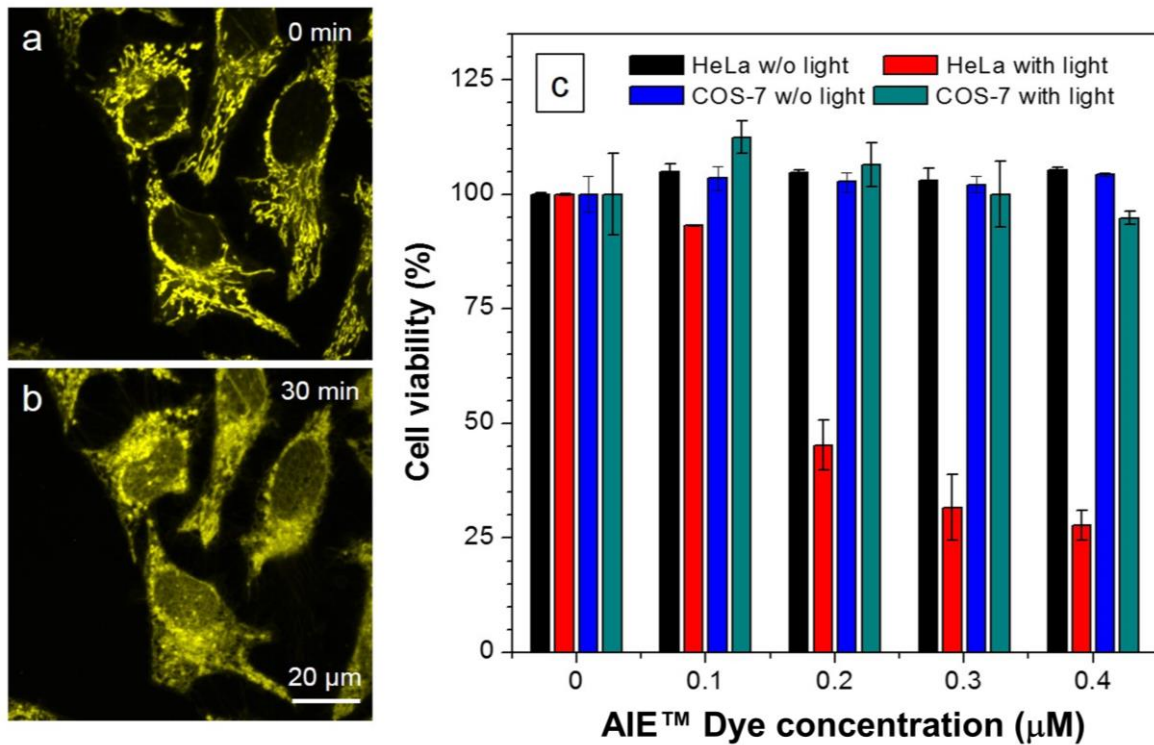 a
0 min
b
30 min
20 µm
c
HeLa w/o light
HeLa with light
COS-7 w/o light
COS-7 with light
Cell viability (%)
125
100
75
50
25
0
0
0.1
0.2
0.3
0.4
AIE™ Dye concentration (µM)